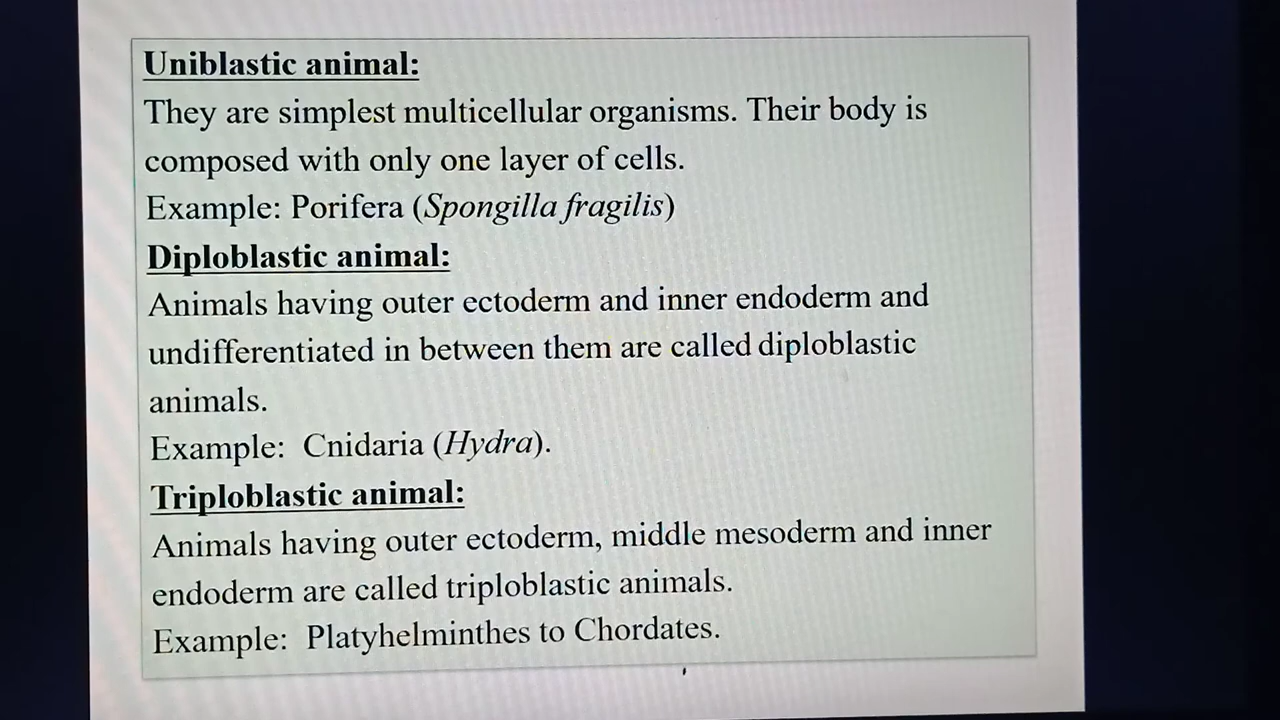 Uniblastic animal:
They are simplest multicellular organisms. Their body is
composed with only one layer of cells.
Example: Porifera (Spongilla fragilis)
Diploblastic animal:
Animals having outer ectoderm and inner endoderm and
undifferentiated in between them are called diploblastic
animals.
Example: Cnidaria (Hydra).
Triploblastic animal:
Animals having outer ectoderm, middle mesoderm and inner
endoderm are called triploblastic animals.
Example: Platyhelminthes to Chordates.